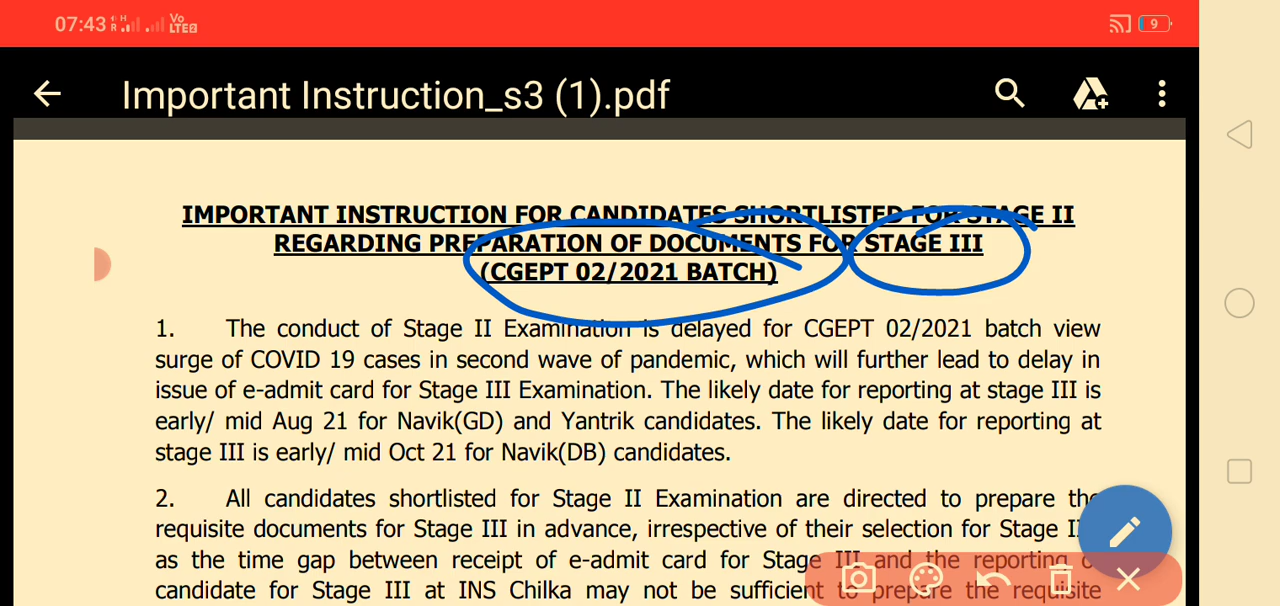 07:43 H R Vo LTE2 9
Important Instruction_s3 (1).pdf
IMPORTANT INSTRUCTION FOR CANDIDATES SHORTLISTED FOR STAGE II
REGARDING PREPARATION OF DOCUMENTS FOR STAGE III
(CGEPT 02/2021 BATCH)
1. The conduct of Stage II Examination is delayed for CGEPT 02/2021 batch view
surge of COVID 19 cases in second wave of pandemic, which will further lead to delay in
issue of e-admit card for Stage III Examination. The likely date for reporting at stage III is
early/ mid Aug 21 for Navik(GD) and Yantrik candidates. The likely date for reporting at
stage III is early/ mid Oct 21 for Navik(DB) candidates.
2. All candidates shortlisted for Stage II Examination are directed to prepare the
requisite documents for Stage III in advance, irrespective of their selection for Stage
as the time gap between receipt of e-admit card for Stage III and the reporting
candidate for Stage III at INS Chilka may not be sufficient to prepare the requisite